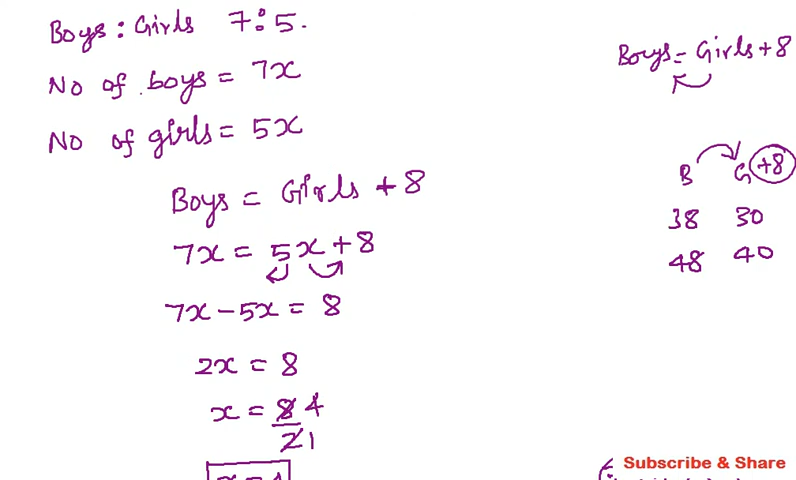 Boys : Girls 7:5.
No of boys = 7x
No of girls = 5x
Boys = Girls + 8
7x = 5x + 8
7x - 5x = 8
2x = 8
x = 8 4
2 1
Boys = Girls + 8
B G +8
38 30
48 40
Subscribe & Share